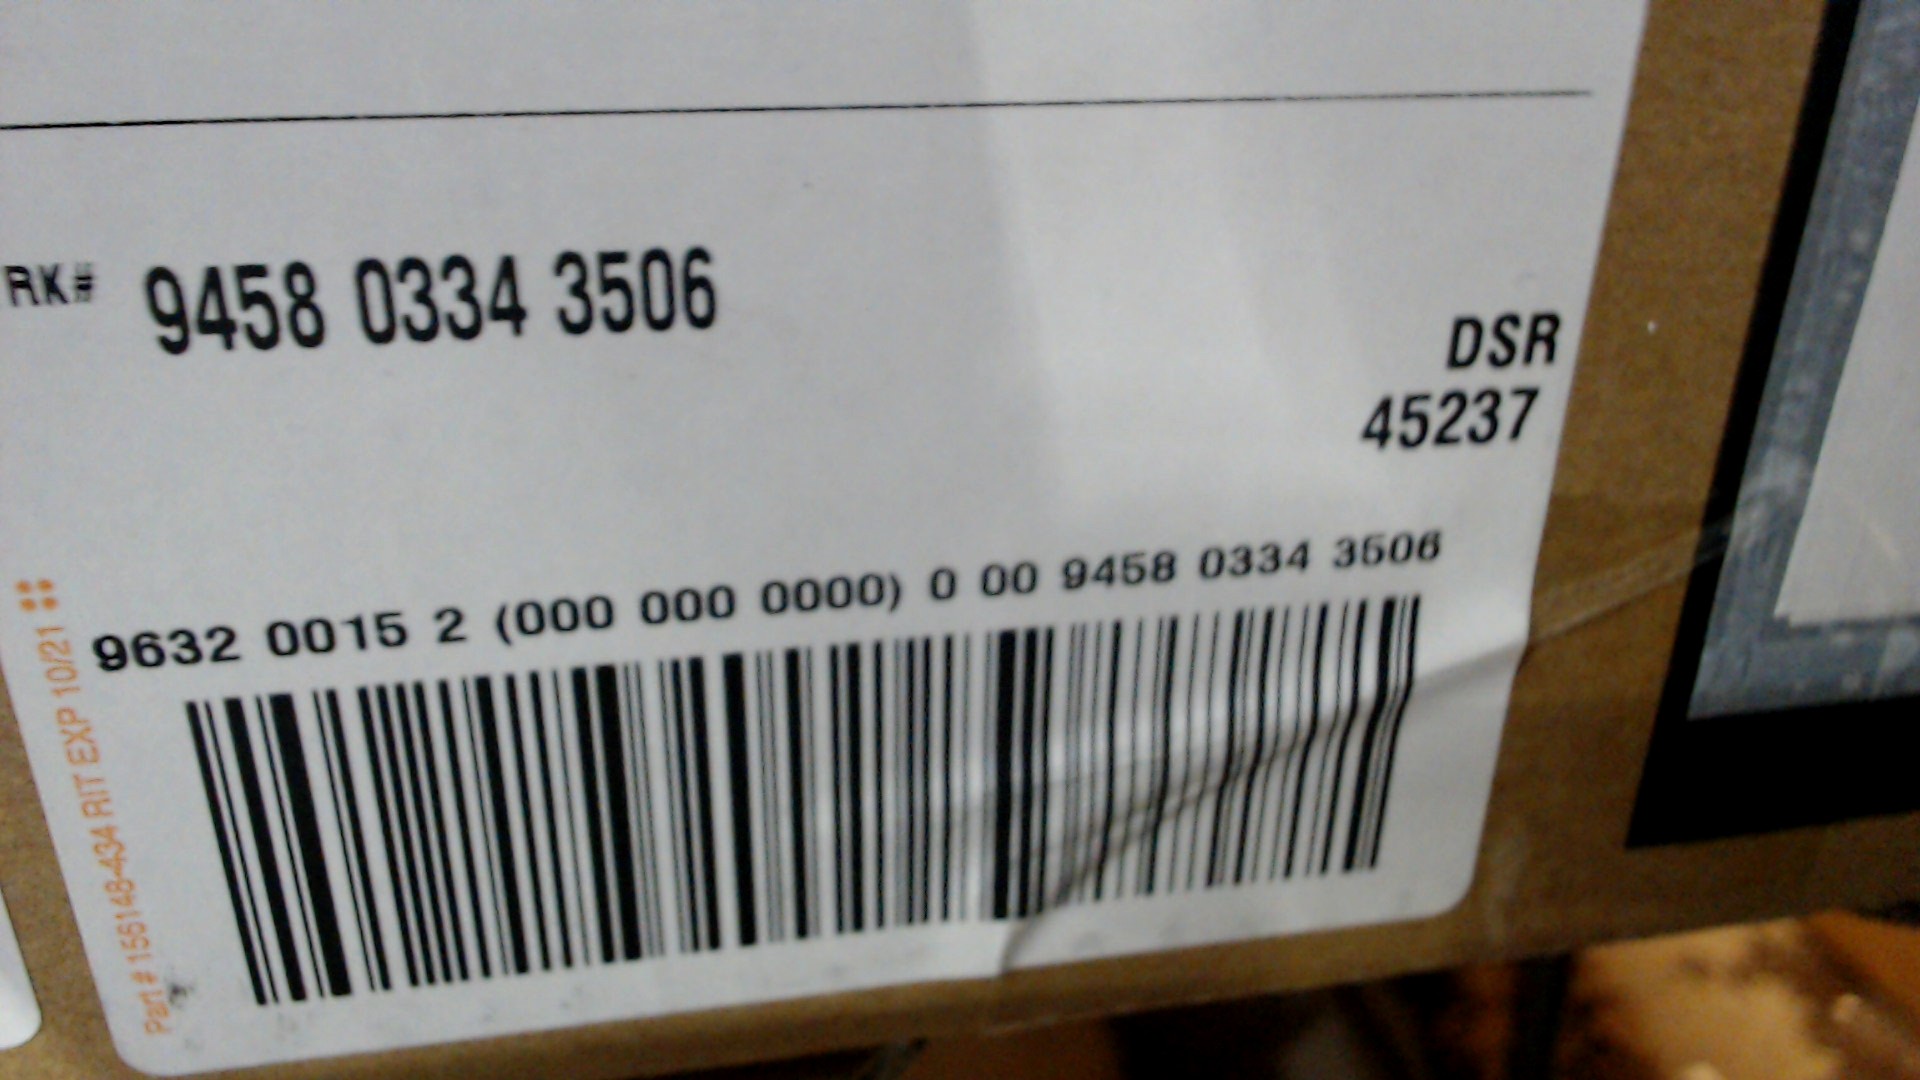 RK# 9458 0334 3506
DSR
45237
9632 0015 2 (000 000 0000) 0 00 9458 0334 3506
Part # 156148-434 RIT EXP 10/21